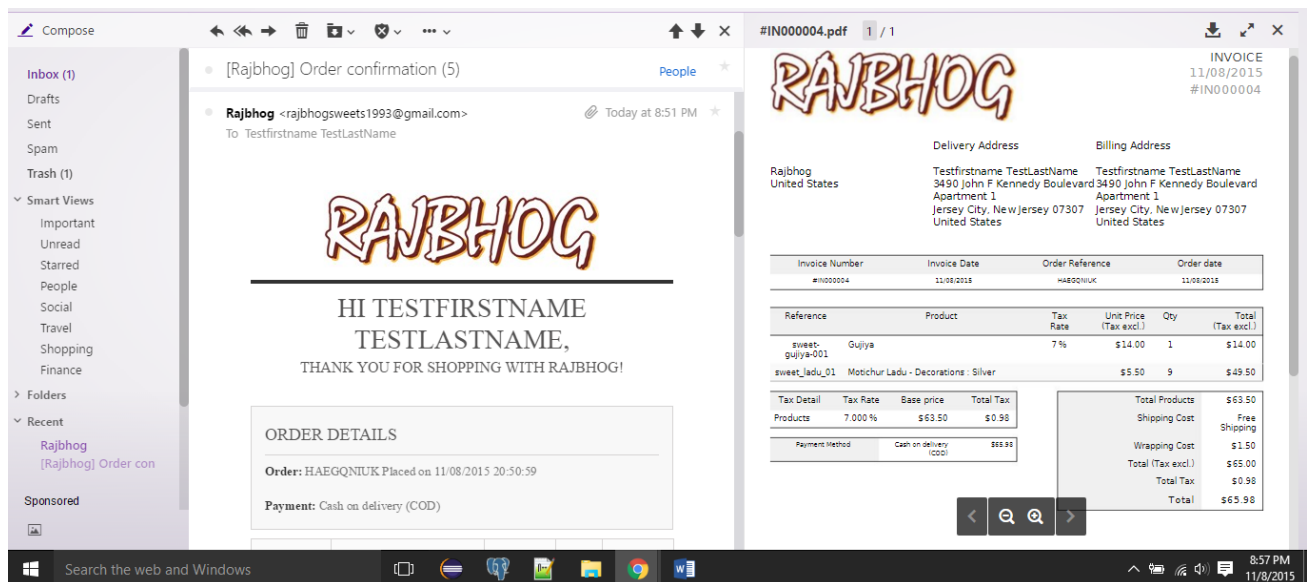 Compose
Inbox (1)
Drafts
Sent
Spam
Trash (1)
Smart Views
Important
Unread
Starred
People
Social
Travel
Shopping
Finance
Folders
Recent
Rajbhog
[Rajbhog] Order con
Sponsored
[Rajbhog] Order confirmation (5)
People
Rajbhog <rajbhogsweets1993@gmail.com>
Today at 8:51 PM
To Testfirstname TestLastName
RAJBHOG
HI TESTFIRSTNAME
TESTLASTNAME,
THANK YOU FOR SHOPPING WITH RAJBHOG!
ORDER DETAILS
Order: HAEGQNIUK Placed on 11/08/2015 20:50:59
Payment: Cash on delivery (COD)
#IN000004.pdf 1 / 1
RAJBHOG
INVOICE
11/08/2015
#IN000004
Delivery Address Billing Address
Rajbhog Testfirstname TestLastName Testfirstname TestLastName
United States 3490 John F Kennedy Boulevard 3490 John F Kennedy Boulevard
Apartment 1 Apartment 1
Jersey City, New Jersey 07307 Jersey City, New Jersey 07307
United States United States
Invoice Number Invoice Date Order Reference Order date
#IN000004 11/08/2015 HAEGQNIUK 11/08/2015
Reference Product Tax Rate Unit Price (Tax excl.) Qty Total (Tax excl.)
sweet-gujiya-001 Gujiya 7 % $14.00 1 $14.00
sweet_ladu_01 Motichur Ladu - Decorations : Silver $5.50 9 $49.50
Tax Detail Tax Rate Base price Total Tax
Products 7.000 % $63.50 $0.98
Payment Method Cash on delivery (COD) $65.98
Total Products $63.50
Shipping Cost Free Shipping
Wrapping Cost $1.50
Total (Tax excl.) $65.00
Total Tax $0.98
Total $65.98
Search the web and Windows
8:57 PM
11/8/2015